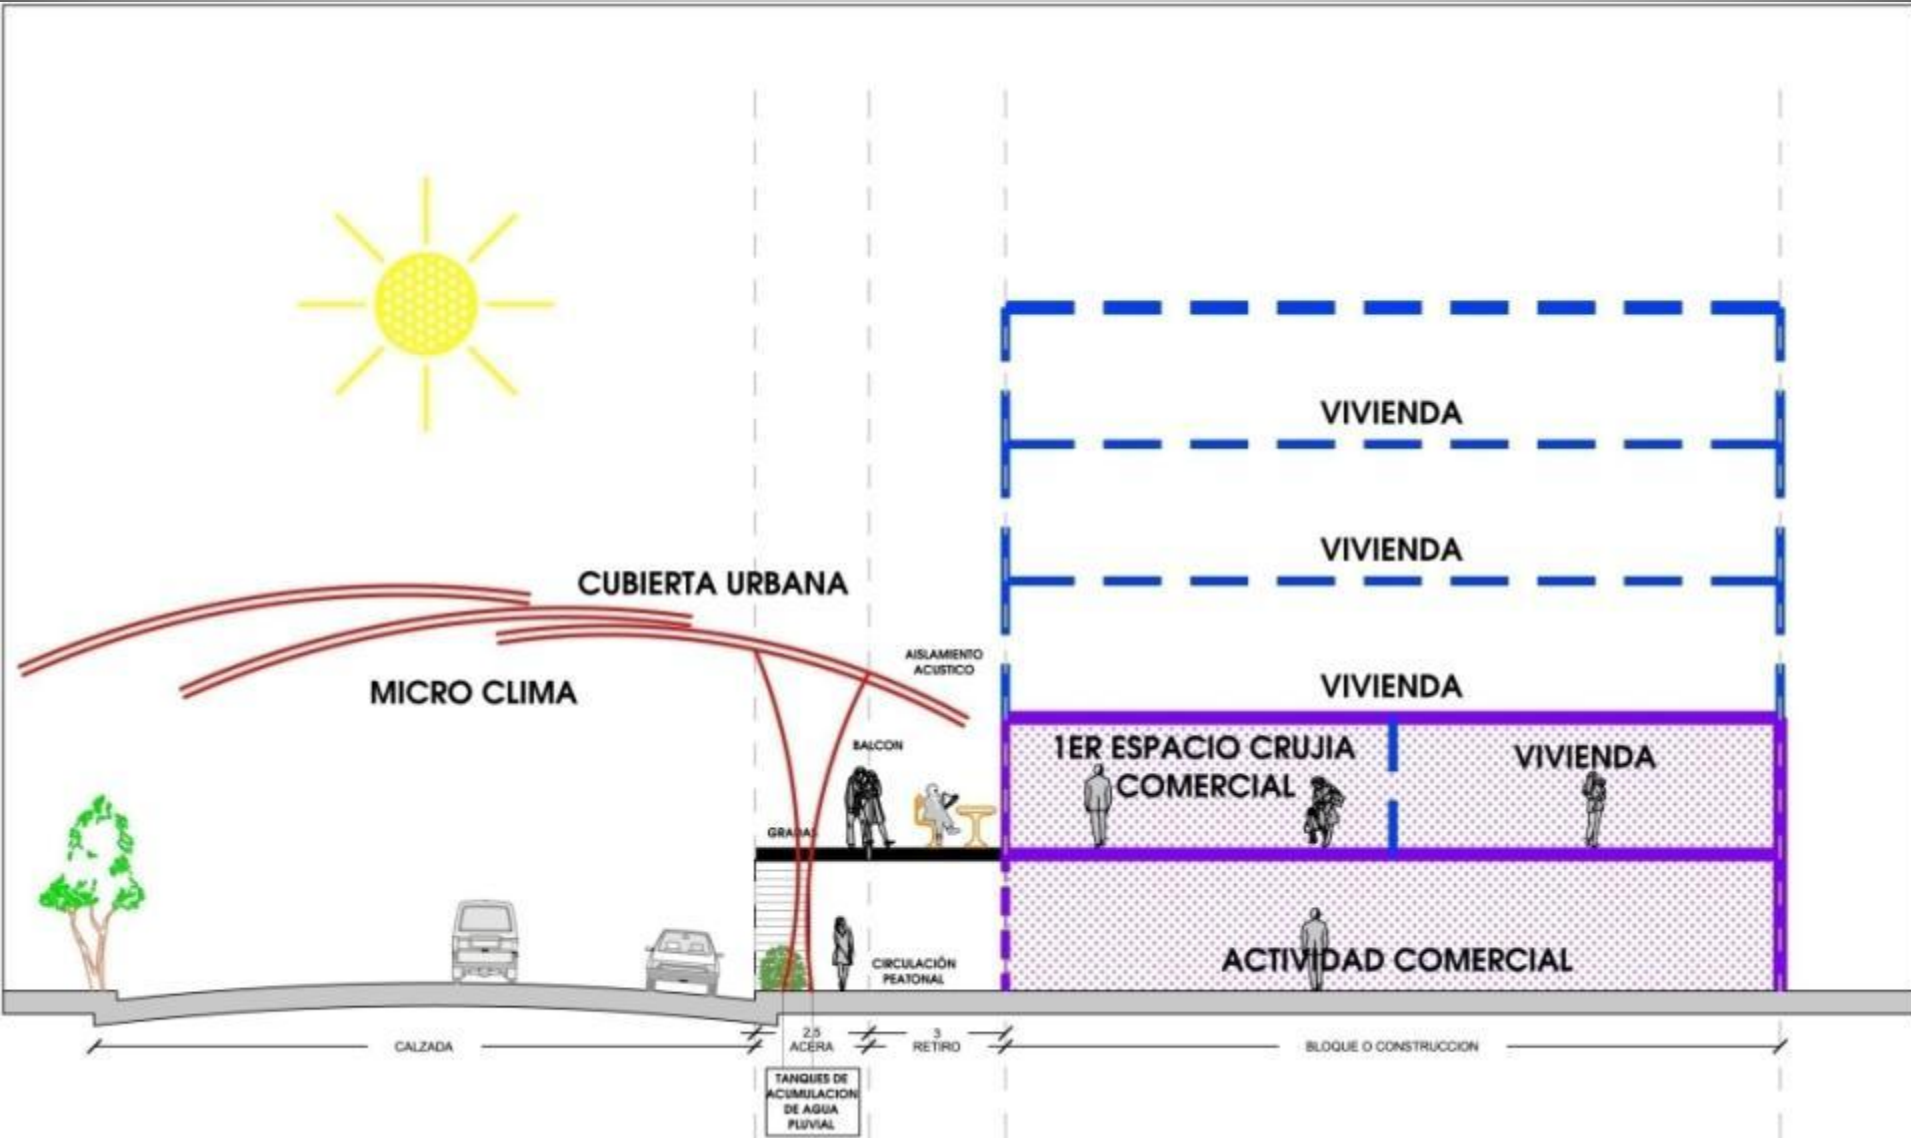 VIVIENDA
VIVIENDA
CUBIERTA URBANA
AISLAMIENTO
ACUSTICO
MICRO CLIMA
VIVIENDA
BALCON
1ER ESPACIO CRUJIA
COMERCIAL
VIVIENDA
GRADAS
ACTIVIDAD COMERCIAL
CIRCULACIÓN
PEATONAL
2,5
3
CALZADA
ACERA
RETIRO
BLOQUE O CONSTRUCCION
TANQUES DE
ACUMULACION
DE AGUA
PLUVIAL